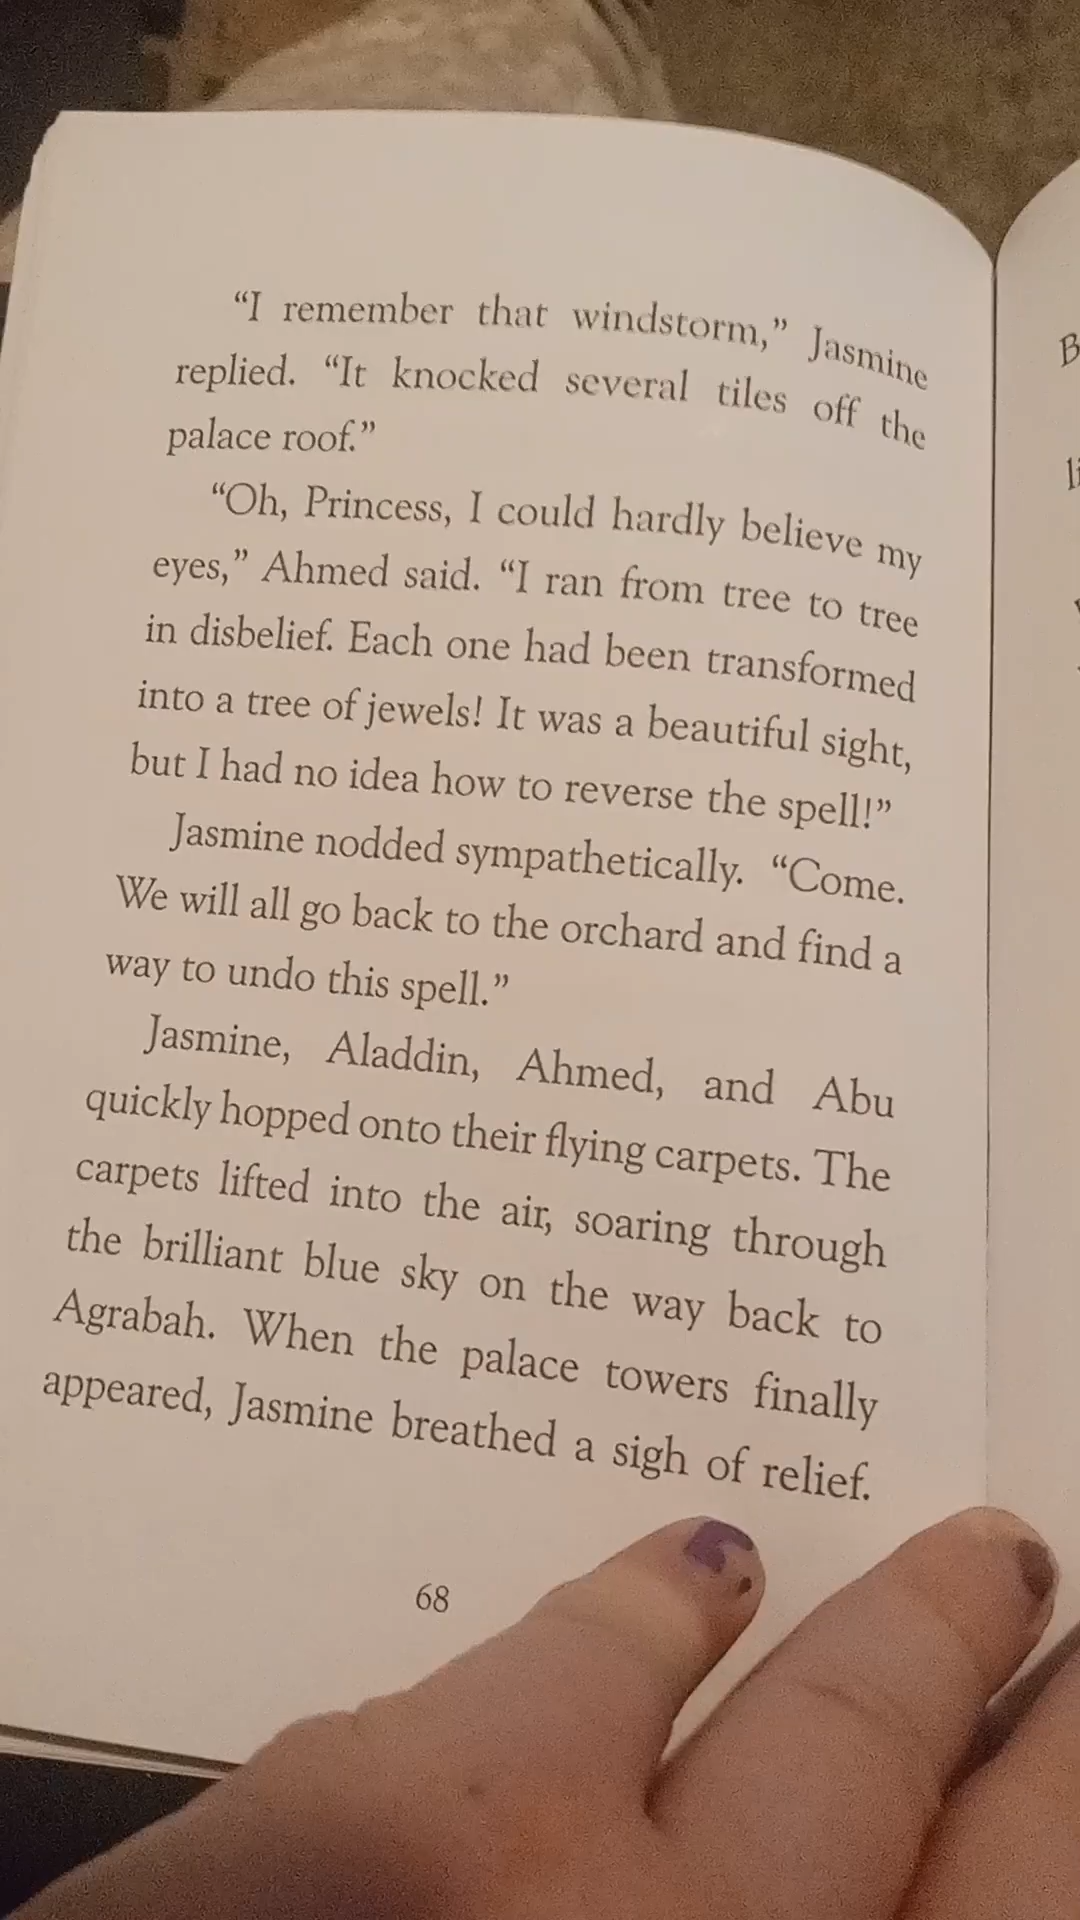 “I remember that windstorm,” Jasmine
replied. “It knocked several tiles off the
palace roof.”
“Oh, Princess, I could hardly believe my
eyes,” Ahmed said. “I ran from tree to tree
in disbelief. Each one had been transformed
into a tree of jewels! It was a beautiful sight,
but I had no idea how to reverse the spell!”
Jasmine nodded sympathetically. “Come.
We will all go back to the orchard and find a
way to undo this spell.”
Jasmine, Aladdin, Ahmed, and Abu
quickly hopped onto their flying carpets. The
carpets lifted into the air, soaring through
the brilliant blue sky on the way back to
Agrabah. When the palace towers finally
appeared, Jasmine breathed a sigh of relief.
68